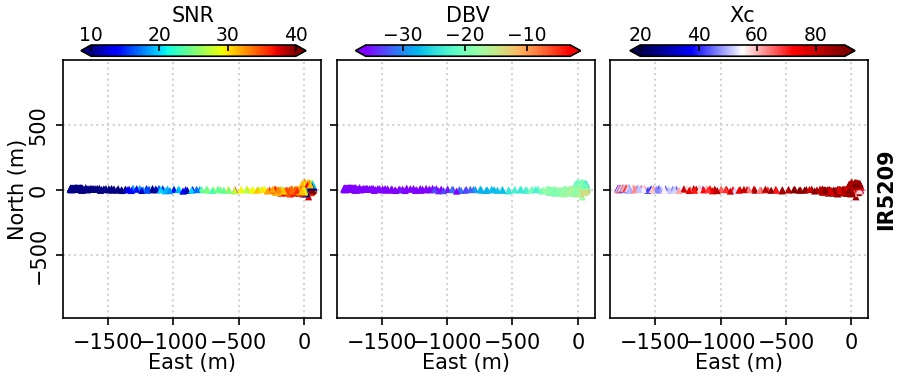 SNR
DBV
Xc
10 20 30 40
−30 −20 −10
20 40 60 80
North (m)
500
0
−500
IR5209
−1500 −1000 −500 0
−1500 −1000 −500 0
−1500 −1000 −500 0
East (m)
East (m)
East (m)